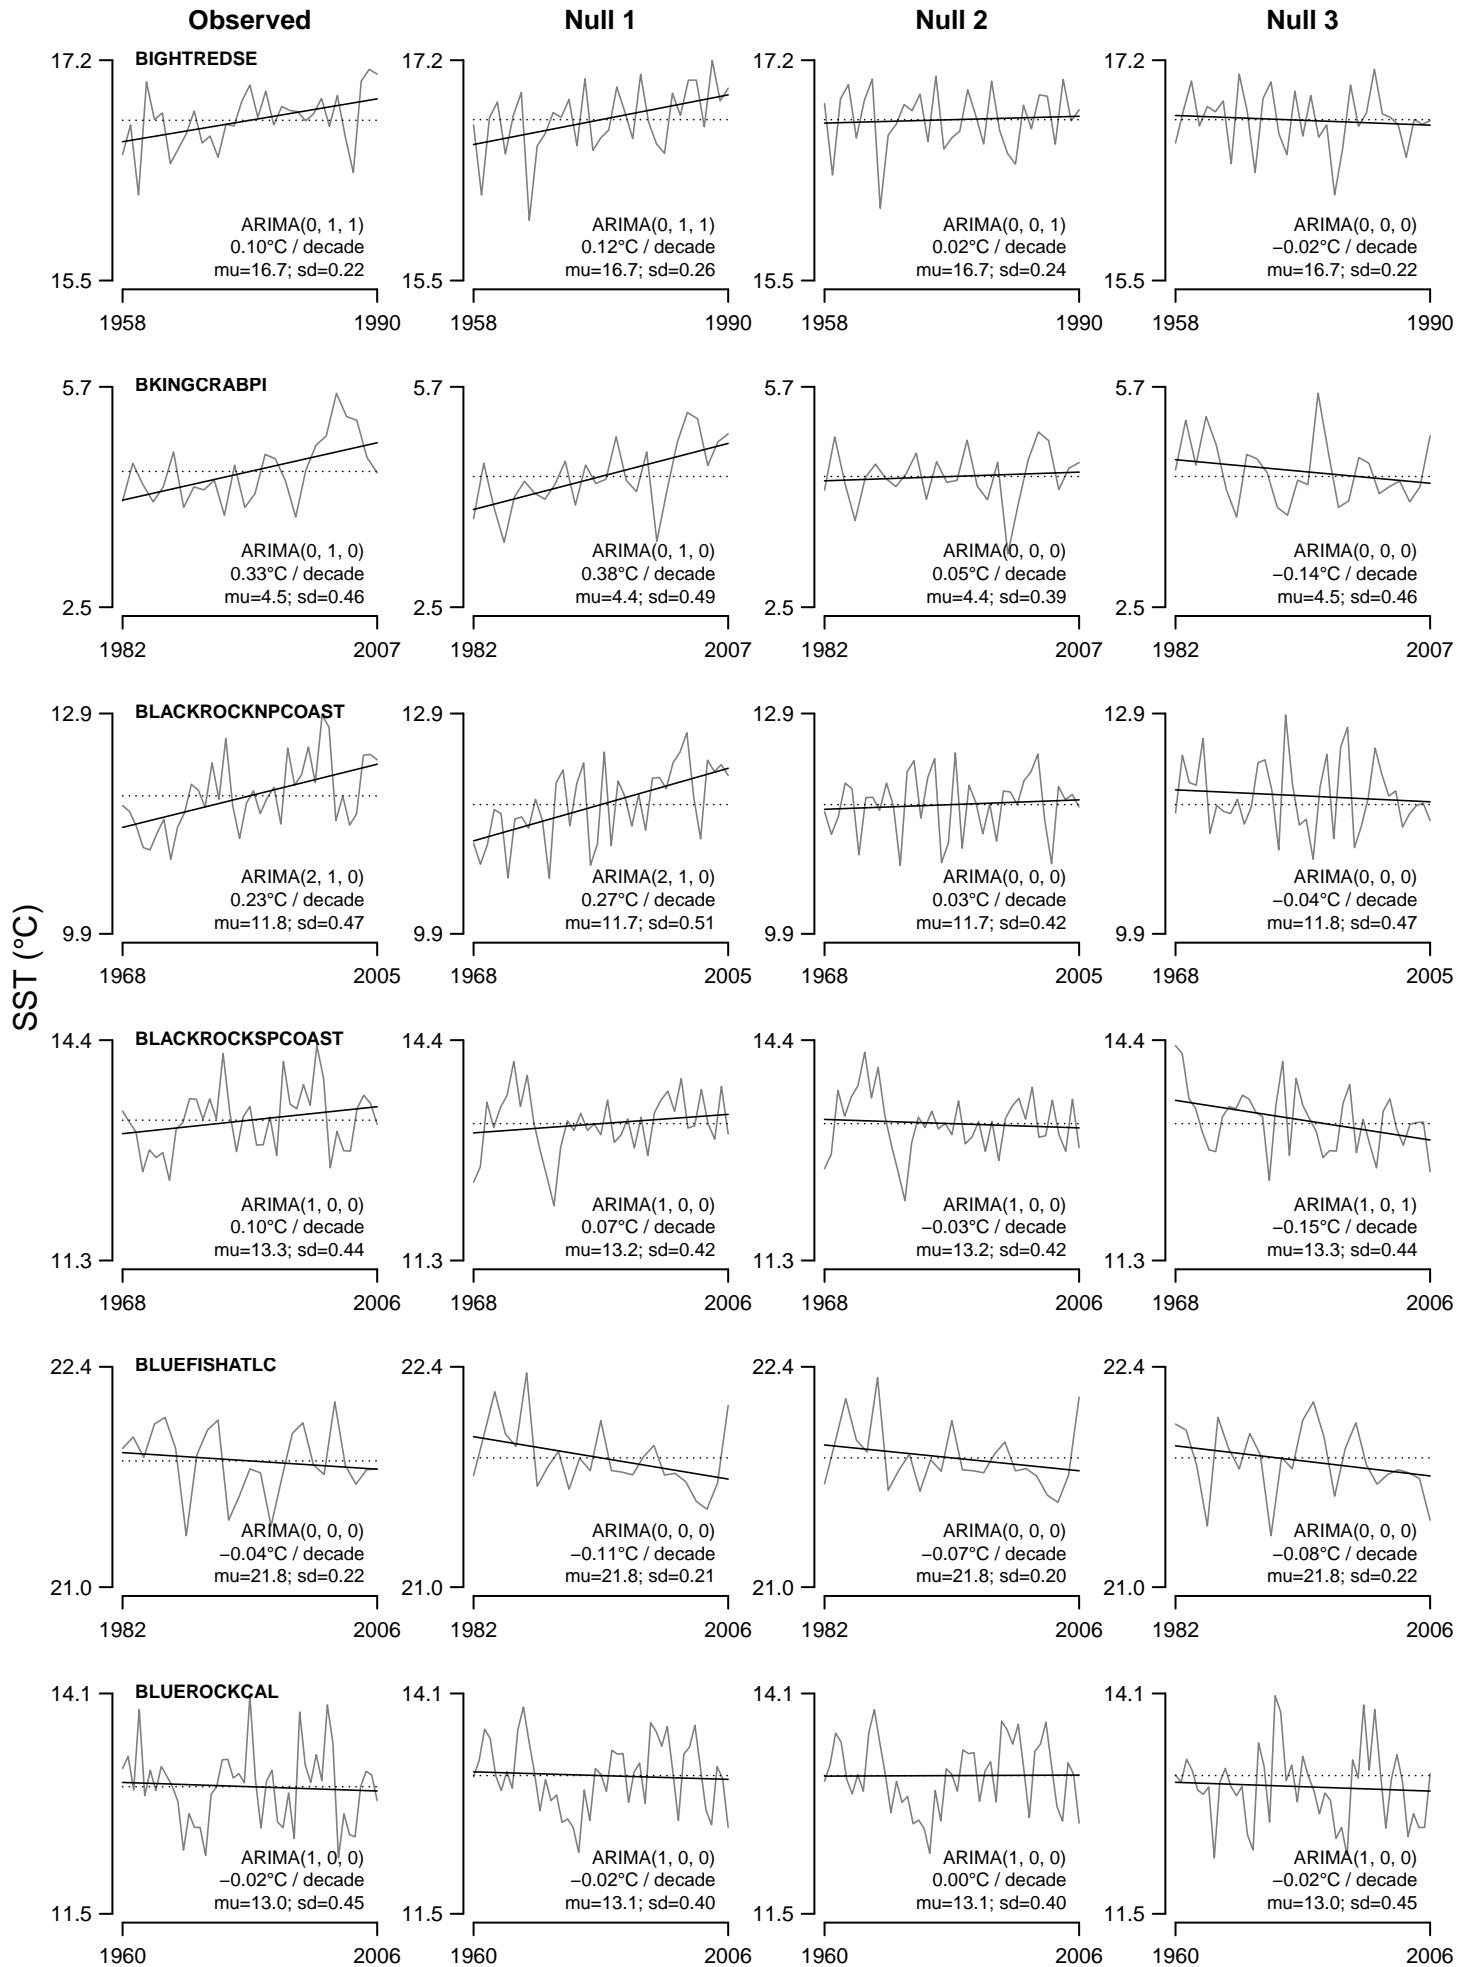 Observed Null 1 Null 2 Null 3
SST (°C)
BIGHTREDSE
17.2 17.2 17.2 17.2
ARIMA(0, 1, 1) ARIMA(0, 1, 1) ARIMA(0, 0, 1) ARIMA(0, 0, 0)
0.10°C / decade 0.12°C / decade 0.02°C / decade −0.02°C / decade
mu=16.7; sd=0.22 mu=16.7; sd=0.26 mu=16.7; sd=0.24 mu=16.7; sd=0.22
15.5 15.5 15.5 15.5
1958 1990 1958 1990 1958 1990 1958 1990
BKINGCRABPI
5.7 5.7 5.7 5.7
ARIMA(0, 1, 0) ARIMA(0, 1, 0) ARIMA(0, 0, 0) ARIMA(0, 0, 0)
0.33°C / decade 0.38°C / decade 0.05°C / decade −0.14°C / decade
mu=4.5; sd=0.46 mu=4.4; sd=0.49 mu=4.4; sd=0.39 mu=4.5; sd=0.46
2.5 2.5 2.5 2.5
1982 2007 1982 2007 1982 2007 1982 2007
BLACKROCKNPCOAST
12.9 12.9 12.9 12.9
ARIMA(2, 1, 0) ARIMA(2, 1, 0) ARIMA(0, 0, 0) ARIMA(0, 0, 0)
0.23°C / decade 0.27°C / decade 0.03°C / decade −0.04°C / decade
mu=11.8; sd=0.47 mu=11.7; sd=0.51 mu=11.7; sd=0.42 mu=11.8; sd=0.47
9.9 9.9 9.9 9.9
1968 2005 1968 2005 1968 2005 1968 2005
BLACKROCKSPCOAST
14.4 14.4 14.4 14.4
ARIMA(1, 0, 0) ARIMA(1, 0, 0) ARIMA(1, 0, 0) ARIMA(1, 0, 1)
0.10°C / decade 0.07°C / decade −0.03°C / decade −0.15°C / decade
mu=13.3; sd=0.44 mu=13.2; sd=0.42 mu=13.2; sd=0.42 mu=13.3; sd=0.44
11.3 11.3 11.3 11.3
1968 2006 1968 2006 1968 2006 1968 2006
BLUEFISHATLC
22.4 22.4 22.4 22.4
ARIMA(0, 0, 0) ARIMA(0, 0, 0) ARIMA(0, 0, 0) ARIMA(0, 0, 0)
−0.04°C / decade −0.11°C / decade −0.07°C / decade −0.08°C / decade
mu=21.8; sd=0.22 mu=21.8; sd=0.21 mu=21.8; sd=0.20 mu=21.8; sd=0.22
21.0 21.0 21.0 21.0
1982 2006 1982 2006 1982 2006 1982 2006
BLUEROCKCAL
14.1 14.1 14.1 14.1
ARIMA(1, 0, 0) ARIMA(1, 0, 0) ARIMA(1, 0, 0) ARIMA(1, 0, 0)
−0.02°C / decade −0.02°C / decade 0.00°C / decade −0.02°C / decade
mu=13.0; sd=0.45 mu=13.1; sd=0.40 mu=13.1; sd=0.40 mu=13.0; sd=0.45
11.5 11.5 11.5 11.5
1960 2006 1960 2006 1960 2006 1960 2006